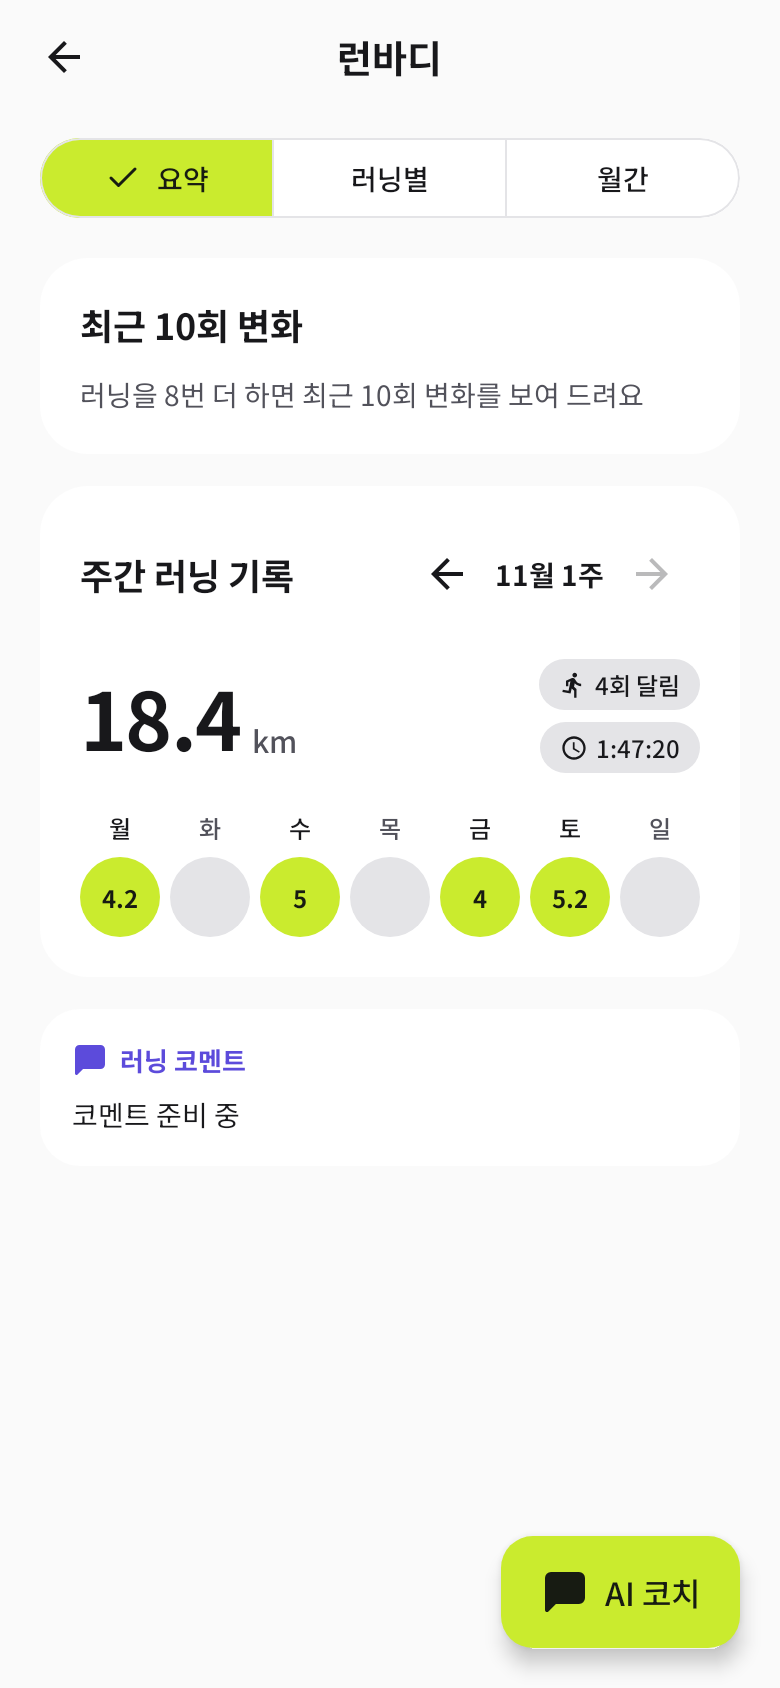 런바디
요약
러닝별
월간
최근 10회 변화
러닝을 8번 더 하면 최근 10회 변화를 보여 드려요
주간 러닝 기록
11월 1주
18.4 km
4회 달림
1:47:20
월 화 수 목 금 토 일
4.2 5 4 5.2
러닝 코멘트
코멘트 준비 중
AI 코치